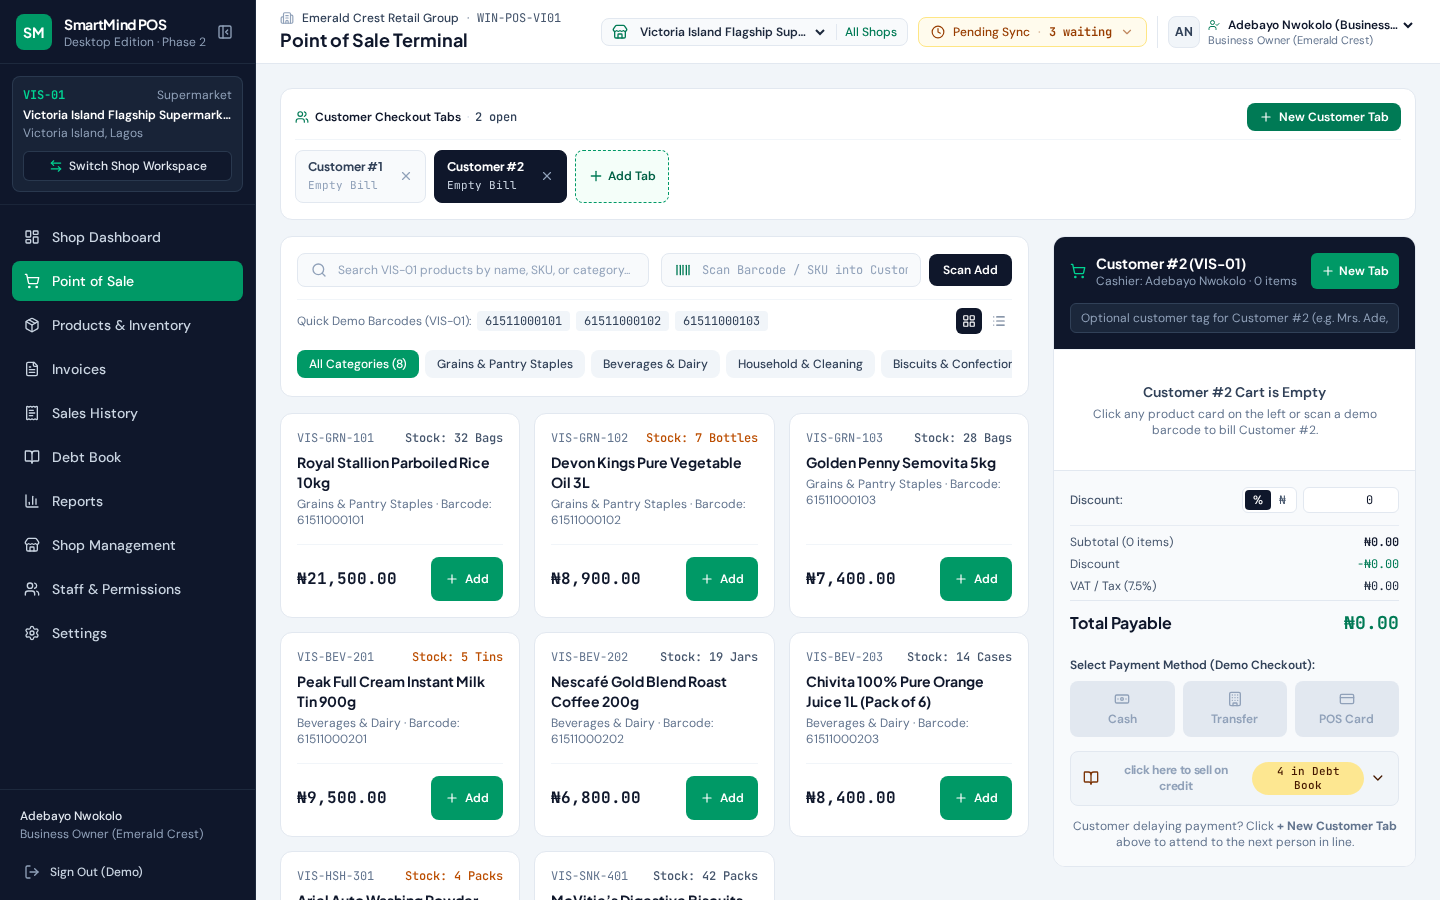 SM
SmartMind POS
Desktop Edition · Phase 2
VIS-01
Supermarket
Victoria Island Flagship Supermark...
Victoria Island, Lagos
Switch Shop Workspace
Shop Dashboard
Point of Sale
Products & Inventory
Invoices
Sales History
Debt Book
Reports
Shop Management
Staff & Permissions
Settings
Adebayo Nwokolo
Business Owner (Emerald Crest)
Sign Out (Demo)
Emerald Crest Retail Group · WIN-POS-VI01
Point of Sale Terminal
Victoria Island Flagship Sup...
All Shops
Pending Sync · 3 waiting
AN
Adebayo Nwokolo (Business...
Business Owner (Emerald Crest)
Customer Checkout Tabs · 2 open
+ New Customer Tab
Customer #1
Empty Bill
Customer #2
Empty Bill
+ Add Tab
Search VIS-01 products by name, SKU, or category...
Scan Barcode / SKU into Custom
Scan Add
Quick Demo Barcodes (VIS-01): 61511000101 61511000102 61511000103
All Categories (8)
Grains & Pantry Staples
Beverages & Dairy
Household & Cleaning
Biscuits & Confection
VIS-GRN-101 Stock: 32 Bags
Royal Stallion Parboiled Rice
10kg
Grains & Pantry Staples · Barcode:
61511000101
₦21,500.00
+ Add
VIS-GRN-102 Stock: 7 Bottles
Devon Kings Pure Vegetable
Oil 3L
Grains & Pantry Staples · Barcode:
61511000102
₦8,900.00
+ Add
VIS-GRN-103 Stock: 28 Bags
Golden Penny Semovita 5kg
Grains & Pantry Staples · Barcode:
61511000103
₦7,400.00
+ Add
VIS-BEV-201 Stock: 5 Tins
Peak Full Cream Instant Milk
Tin 900g
Beverages & Dairy · Barcode:
61511000201
₦9,500.00
+ Add
VIS-BEV-202 Stock: 19 Jars
Nescafé Gold Blend Roast
Coffee 200g
Beverages & Dairy · Barcode:
61511000202
₦6,800.00
+ Add
VIS-BEV-203 Stock: 14 Cases
Chivita 100% Pure Orange
Juice 1L (Pack of 6)
Beverages & Dairy · Barcode:
61511000203
₦8,400.00
+ Add
VIS-HSH-301 Stock: 4 Packs
Ariel Auto Washing Powder
VIS-SNK-401 Stock: 42 Packs
McVitie's Digestive Biscuits
Customer #2 (VIS-01)
Cashier: Adebayo Nwokolo · 0 items
+ New Tab
Optional customer tag for Customer #2 (e.g. Mrs. Ade,
Customer #2 Cart is Empty
Click any product card on the left or scan a demo
barcode to bill Customer #2.
Discount: % ₦ 0
Subtotal (0 items) ₦0.00
Discount -₦0.00
VAT / Tax (7.5%) ₦0.00
Total Payable ₦0.00
Select Payment Method (Demo Checkout):
Cash
Transfer
POS Card
click here to sell on
credit
4 in Debt
Book
Customer delaying payment? Click + New Customer Tab
above to attend to the next person in line.